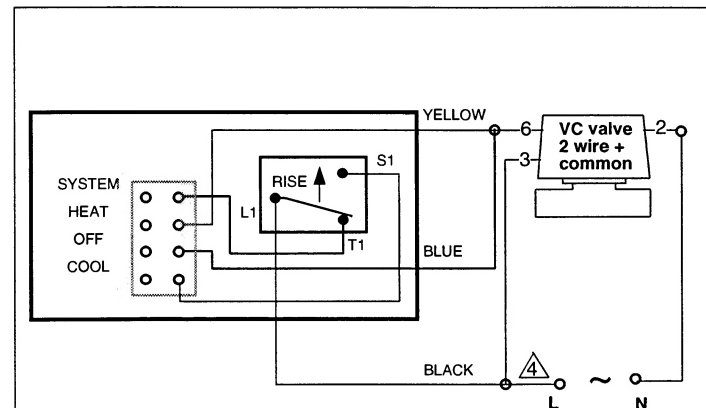 YELLOW
6
VC valve
2 wire +
common
2
3
SYSTEM
HEAT
OFF
COOL
S1
RISE
L1
T1
BLUE
BLACK
4
~
L
N